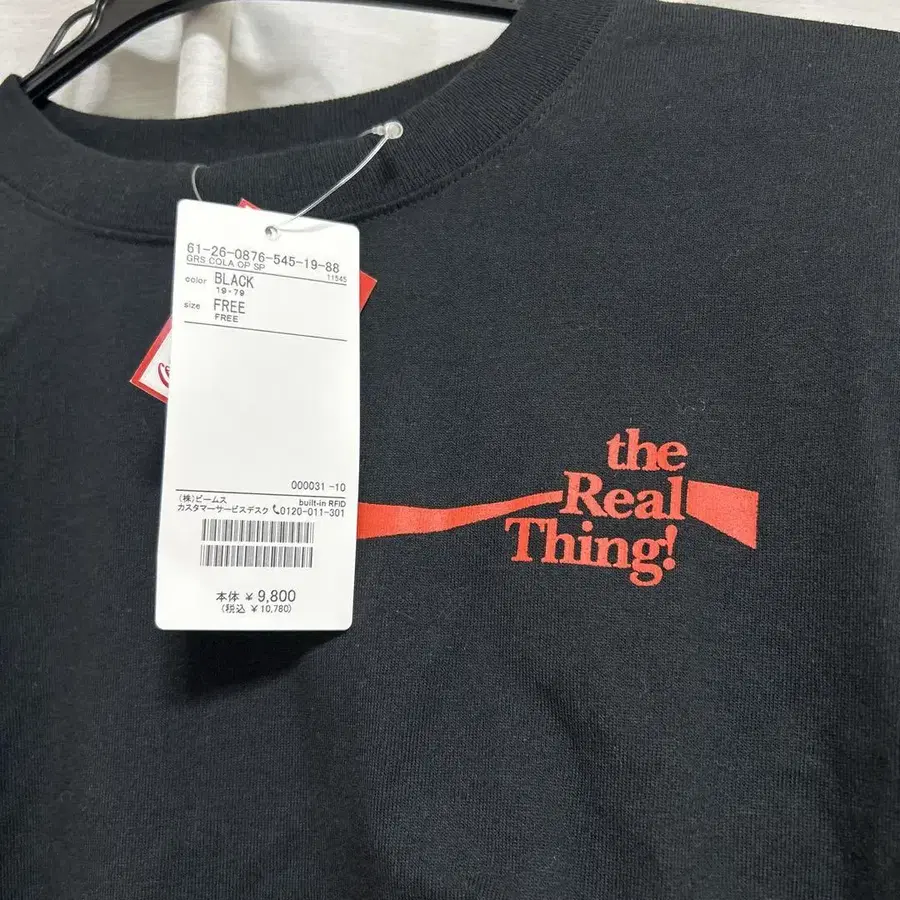 61-26-0876-545-19-88
GRS COLA OP SP
11545
color BLACK
19-79
size FREE
FREE
000031 -10
(株)ビームス built-in RFID
カスタマーサービスデスク 0120-011-301
本体 ¥ 9,800
(税込 ¥ 10,780)
the
Real
Thing!